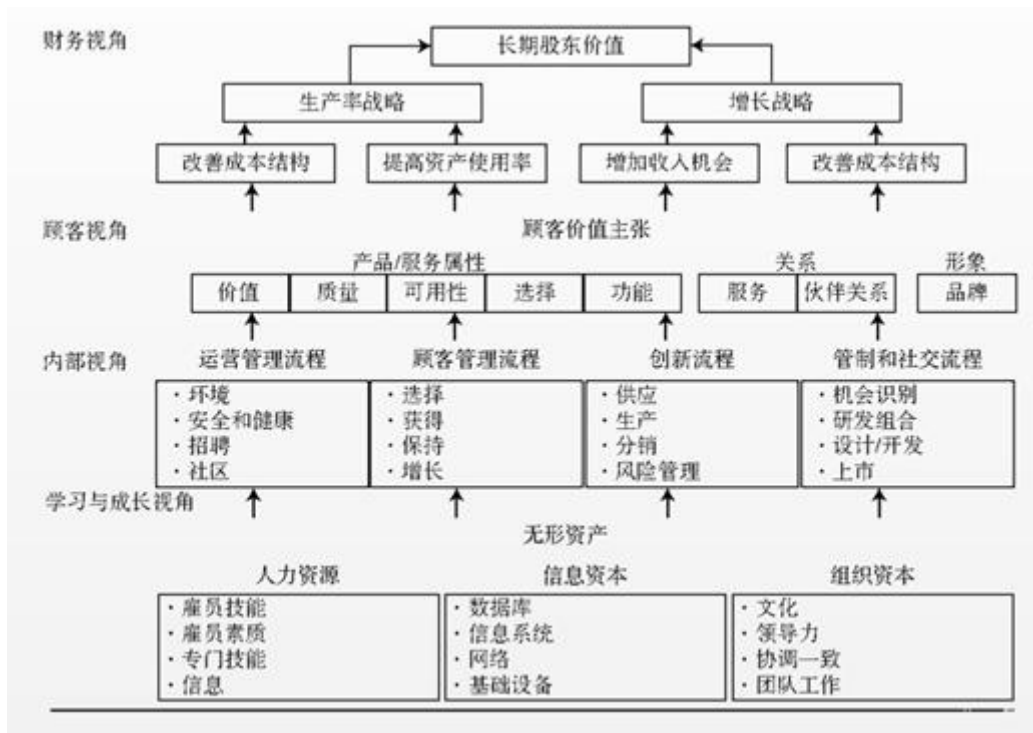 财务视角
长期股东价值
生产率战略
增长战略
改善成本结构
提高资产使用率
增加收入机会
改善成本结构
顾客视角
顾客价值主张
产品/服务属性
关系
形象
价值
质量
可用性
选择
功能
服务
伙伴关系
品牌
内部视角
运营管理流程
顾客管理流程
创新流程
管制和社交流程
·环境
·安全和健康
·招聘
·社区
·选择
·获得
·保持
·增长
·供应
·生产
·分销
·风险管理
·机会识别
·研发组合
·设计/开发
·上市
学习与成长视角
无形资产
人力资源
信息资本
组织资本
·雇员技能
·雇员素质
·专门技能
·信息
·数据库
·信息系统
·网络
·基础设备
·文化
·领导力
·协调一致
·团队工作